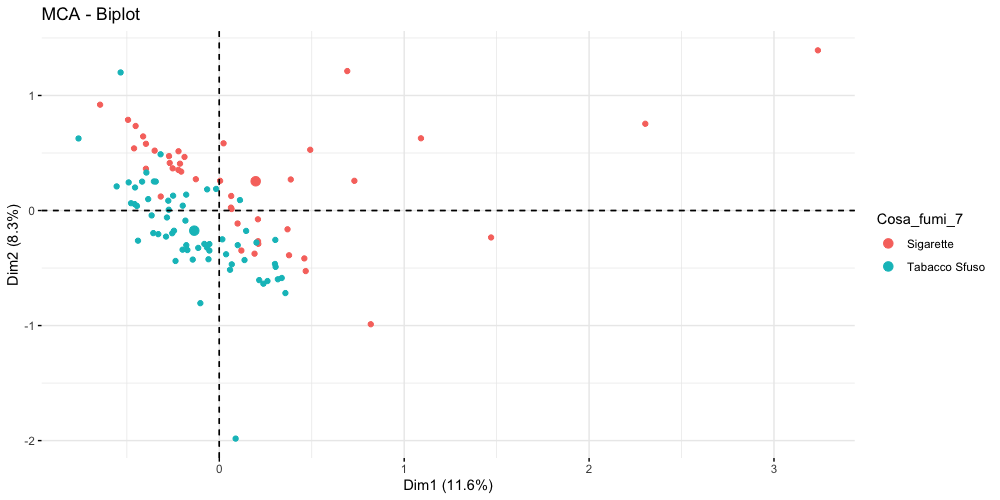 MCA - Biplot
Dim2 (8.3%)
1
0
-1
-2
0
1
2
3
Dim1 (11.6%)
Cosa_fumi_7
Sigarette
Tabacco Sfuso